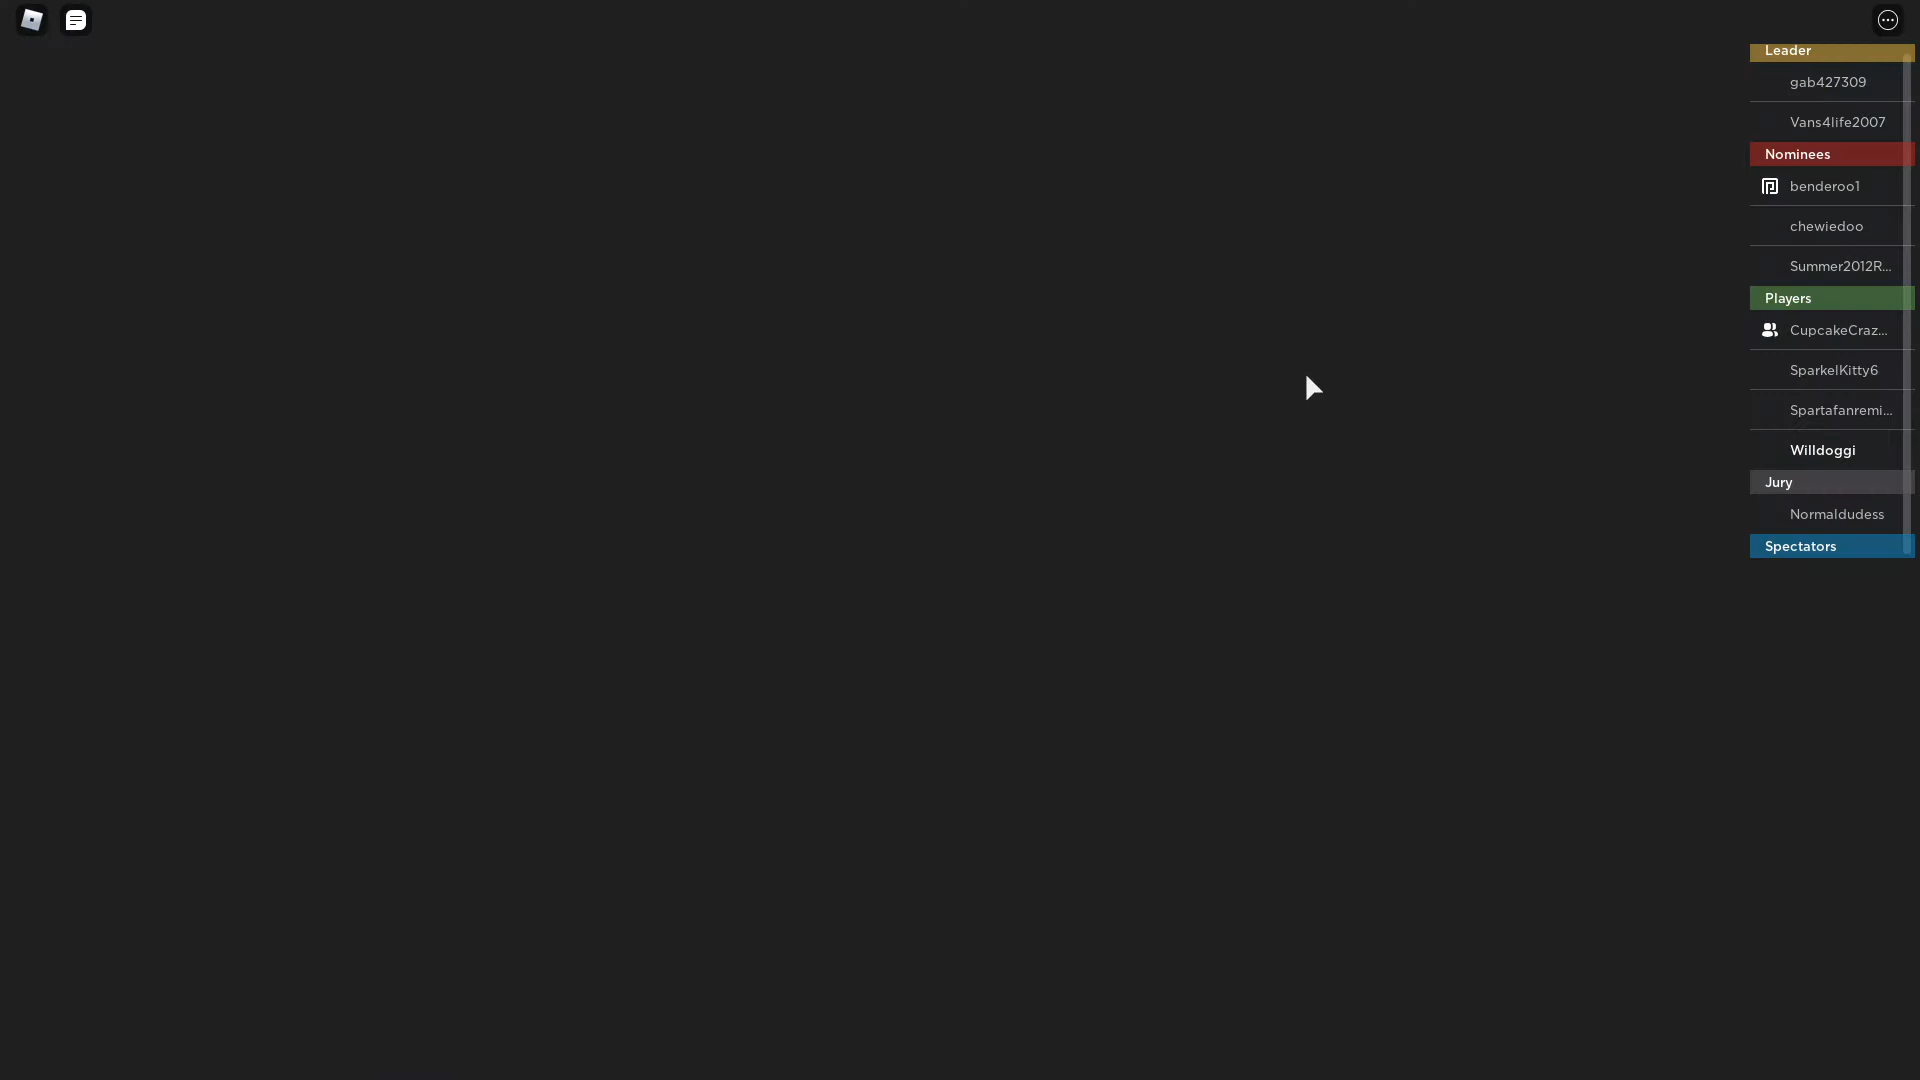 Leader
gab427309
Vans4life2007
Nominees
benderoo1
chewiedoo
Summer2012R...
Players
CupcakeCraz...
SparkelKitty6
Spartafanremi...
Willdoggi
Jury
Normaldudess
Spectators